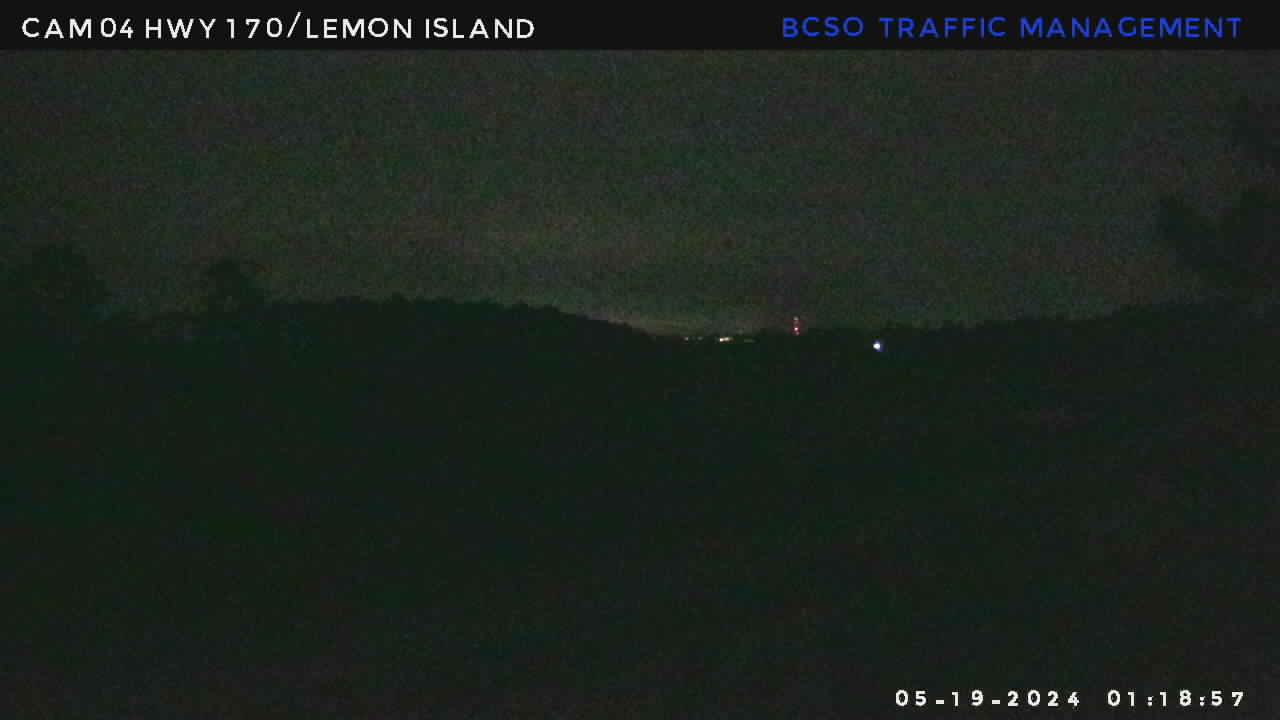 CAM 04 HWY 170/LEMON ISLAND
BCSO TRAFFIC MANAGEMENT
05-19-2024 01:18:57